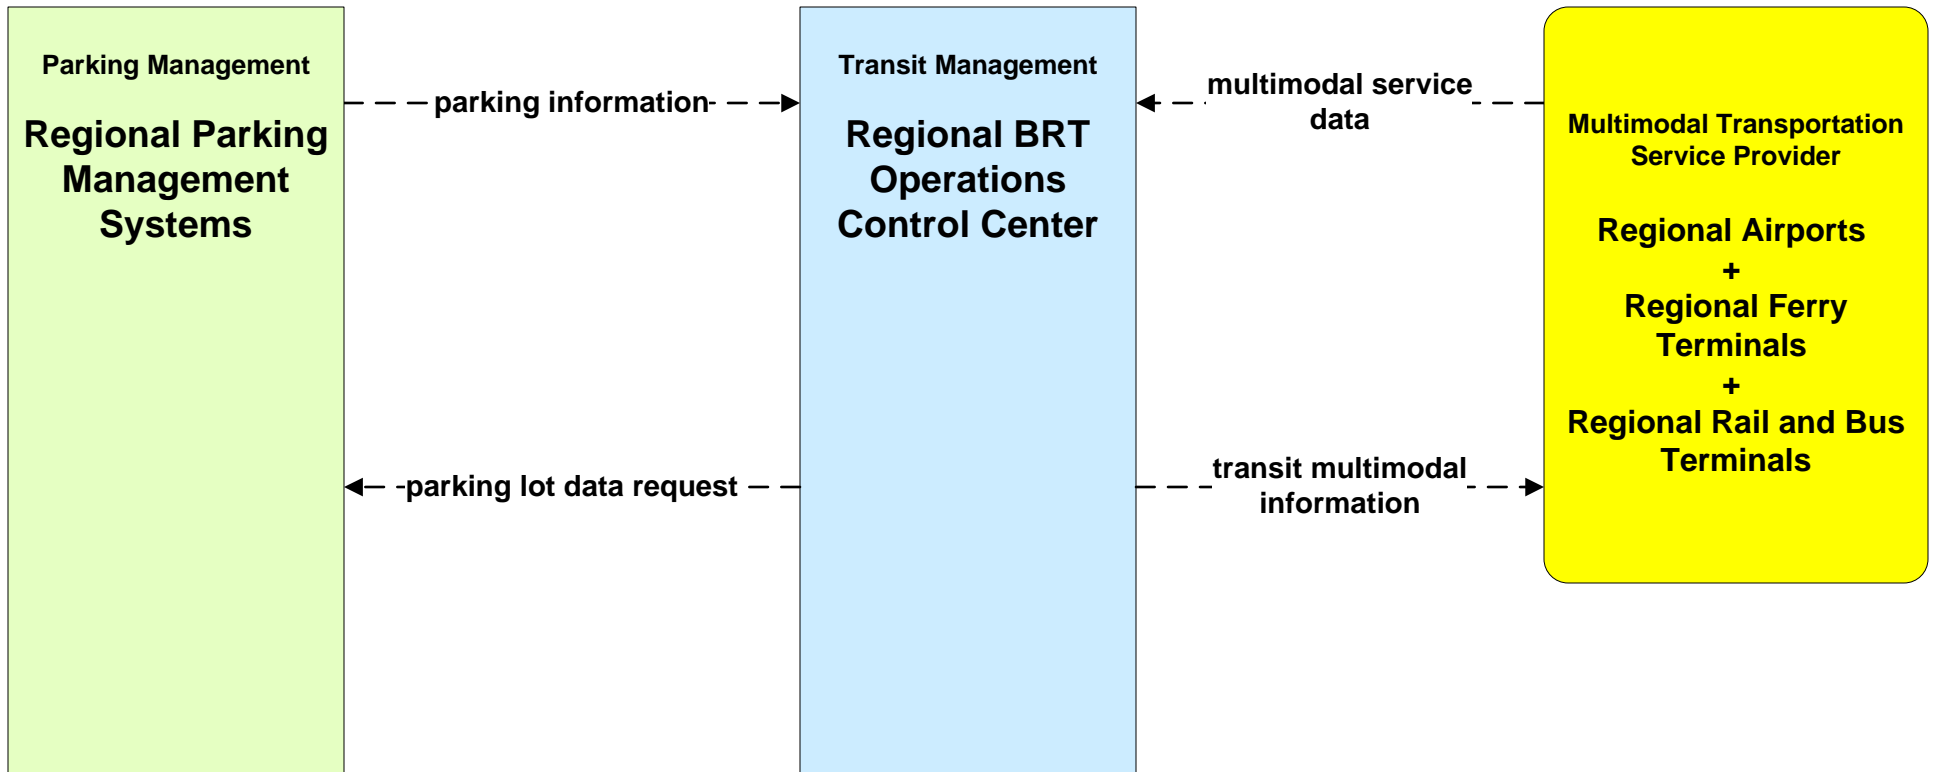 Parking Management
Regional Parking
Management
Systems
parking information
parking lot data request
Transit Management
Regional BRT
Operations
Control Center
multimodal service
data
transit multimodal
information
Multimodal Transportation
Service Provider
Regional Airports
+
Regional Ferry
Terminals
+
Regional Rail and Bus
Terminals